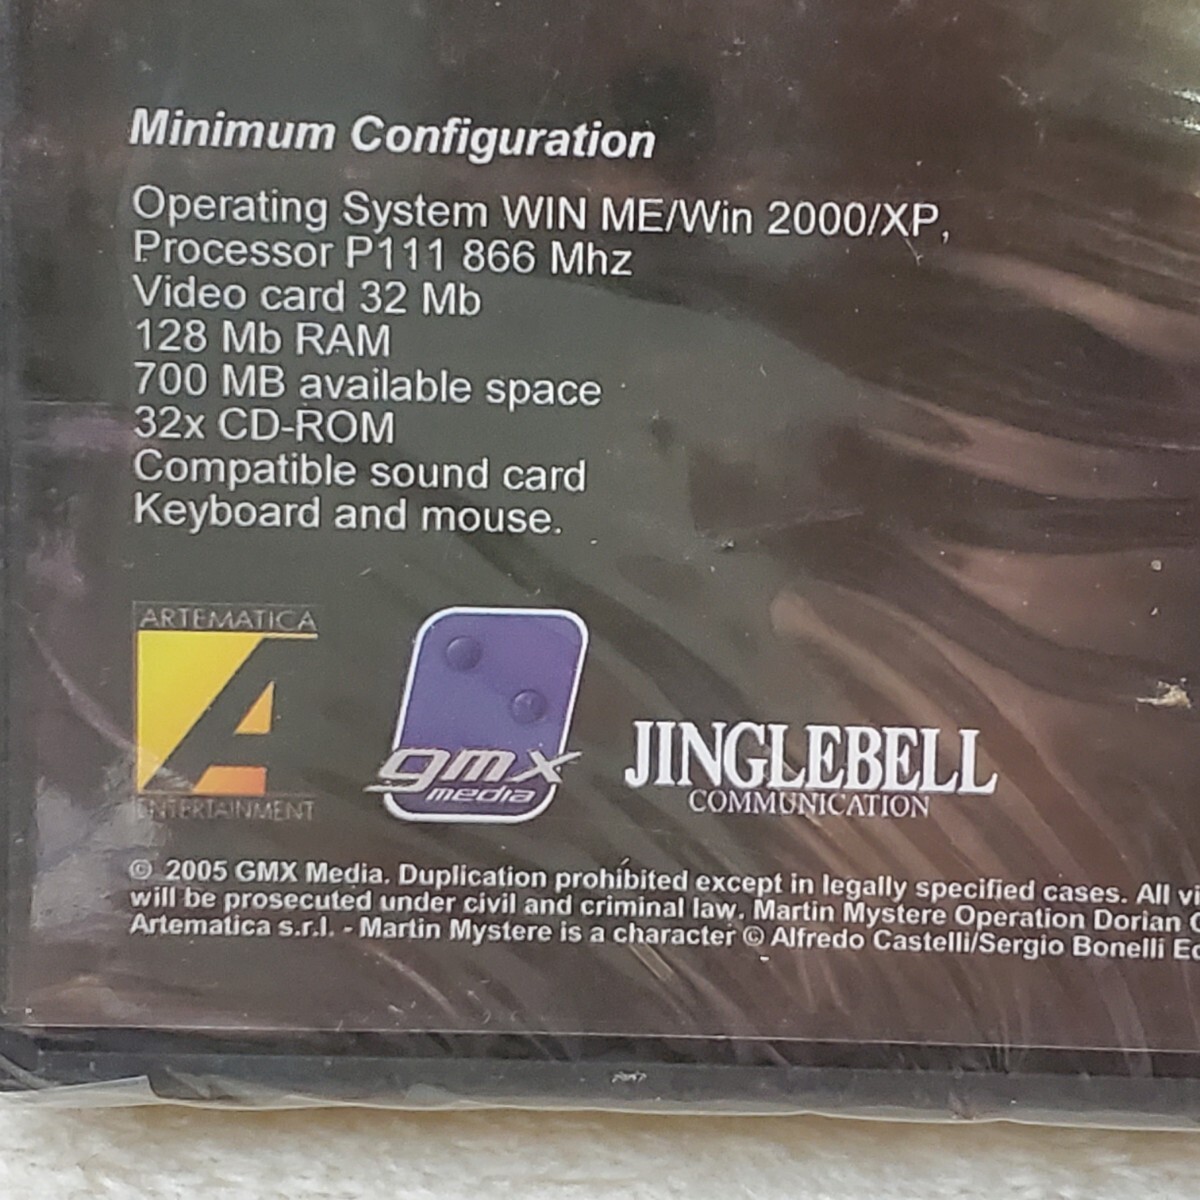 Minimum Configuration
Operating System WIN ME/Win 2000/XP,
Processor P111 866 Mhz
Video card 32 Mb
128 Mb RAM
700 MB available space
32x CD-ROM
Compatible sound card
Keyboard and mouse.
ARTEMATICA
A
ENTERTAINMENT
gmx
media
JINGLEBELL
COMMUNICATION
© 2005 GMX Media. Duplication prohibited except in legally specified cases. All
will be prosecuted under civil and criminal law. Martin Mystere Operation Dorian
Artematica s.r.l. - Martin Mystere is a character © Alfredo Castelli/Sergio Bonelli